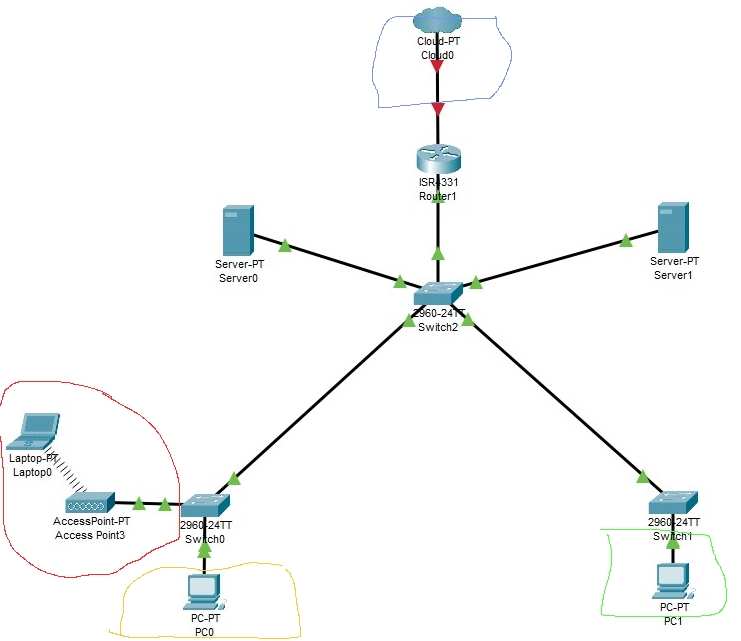 Cloud-PT
Cloud0
ISR4331
Router1
Server-PT
Server0
Server-PT
Server1
2960-24TT
Switch2
Laptop-PT
Laptop0
AccessPoint-PT
Access Point3
2960-24TT
Switch0
2960-24TT
Switch1
PC-PT
PC0
PC-PT
PC1